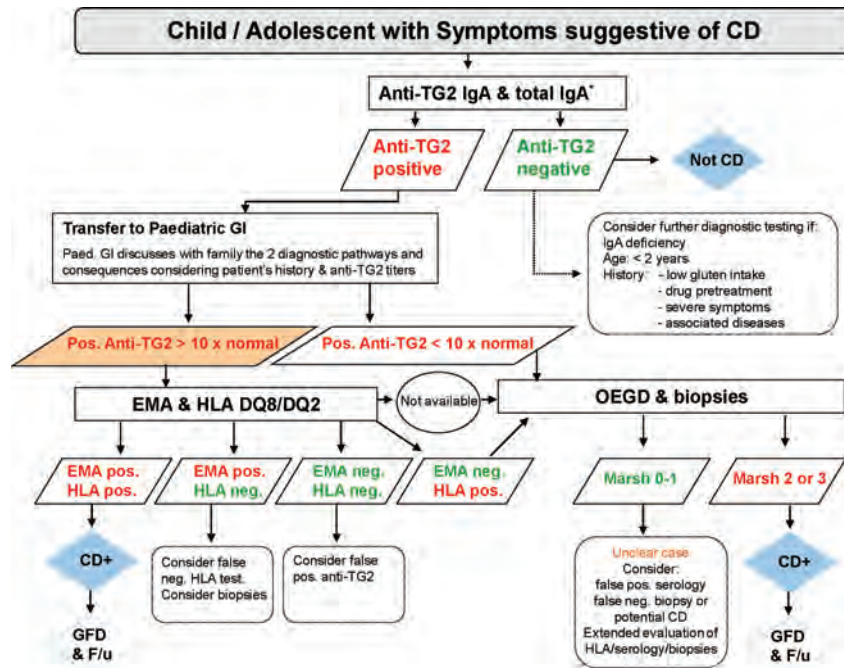 Child / Adolescent with Symptoms suggestive of CD
Anti-TG2 IgA & total IgA*
Anti-TG2
positive
Anti-TG2
negative
Not CD
Transfer to Paediatric GI
Paed. GI discusses with family the 2 diagnostic pathways and
consequences considering patient's history & anti-TG2 titers
Consider further diagnostic testing if:
IgA deficiency
Age: < 2 years
History: - low gluten intake
- drug pretreatment
- severe symptoms
- associated diseases
Pos. Anti-TG2 > 10 x normal
Pos. Anti-TG2 < 10 x normal
EMA & HLA DQ8/DQ2
Not available
OEGD & biopsies
EMA pos.
HLA pos.
EMA pos.
HLA neg.
EMA neg.
HLA neg.
EMA neg.
HLA pos.
Marsh 0-1
Marsh 2 or 3
CD+
Consider false
neg. HLA test.
Consider biopsies
Consider false
pos. anti-TG2
Unclear case
Consider:
false pos. serology
false neg. biopsy or
potential CD
Extended evaluation of
HLA/serology/biopsies
CD+
GFD
& F/u
GFD
& F/u